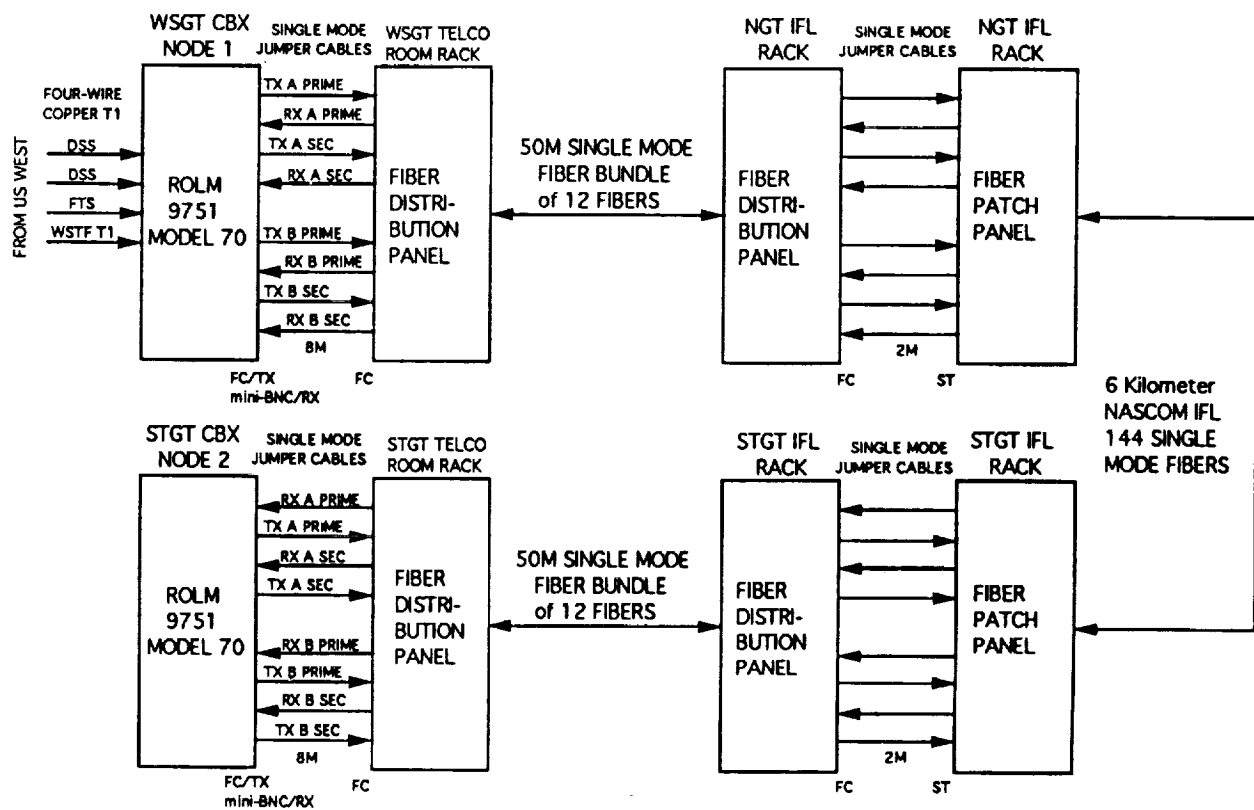 WSGT CBX
NODE 1
SINGLE MODE
JUMPER CABLES
WSGT TELCO
ROOM RACK
NGT IFL
RACK
SINGLE MODE
JUMPER CABLES
NGT IFL
RACK
FROM US WEST
FOUR-WIRE
COPPER T1
DSS
DSS
FTS
WSTF T1
ROLM
9751
MODEL 70
TX A PRIME
RX A PRIME
TX A SEC
RX A SEC
TX B PRIME
RX B PRIME
TX B SEC
RX B SEC
8M
FC/TX
mini-BNC/RX
FC
FIBER
DISTRI-
BUTION
PANEL
50M SINGLE MODE
FIBER BUNDLE
of 12 FIBERS
FIBER
DISTRI-
BUTION
PANEL
2M
FC
ST
FIBER
PATCH
PANEL
6 Kilometer
NASCOM IFL
144 SINGLE
MODE FIBERS
STGT CBX
NODE 2
SINGLE MODE
JUMPER CABLES
STGT TELCO
ROOM RACK
STGT IFL
RACK
SINGLE MODE
JUMPER CABLES
STGT IFL
RACK
ROLM
9751
MODEL 70
RX A PRIME
TX A PRIME
RX A SEC
TX A SEC
RX B PRIME
TX B PRIME
RX B SEC
TX B SEC
8M
FC/TX
mini-BNC/RX
FC
FIBER
DISTRI-
BUTION
PANEL
50M SINGLE MODE
FIBER BUNDLE
of 12 FIBERS
FIBER
DISTRI-
BUTION
PANEL
2M
FC
ST
FIBER
PATCH
PANEL